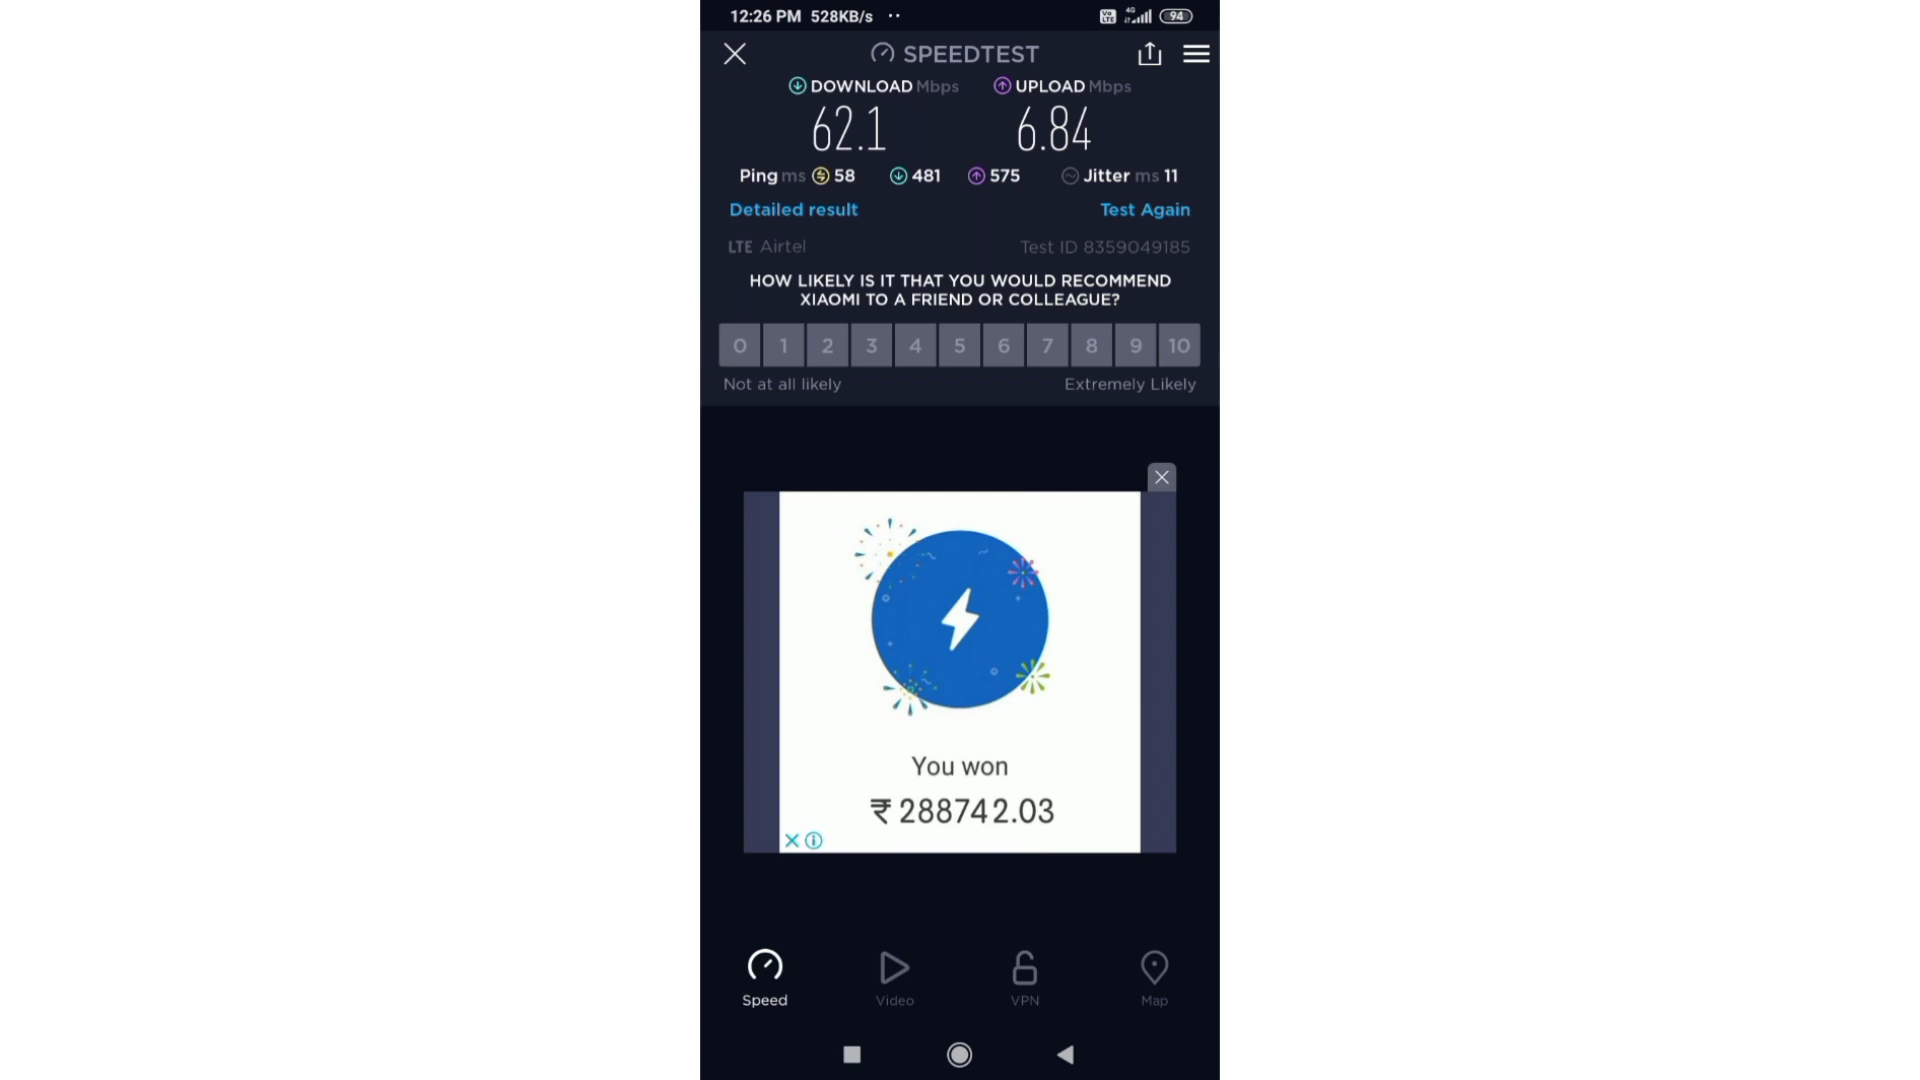 12:26 PM 528KB/s ··
Vo LTE 4G 94
SPEEDTEST
DOWNLOAD Mbps UPLOAD Mbps
62.1 6.84
Ping ms 58 481 575 Jitter ms 11
Detailed result Test Again
LTE Airtel Test ID 8359049185
HOW LIKELY IS IT THAT YOU WOULD RECOMMEND
XIAOMI TO A FRIEND OR COLLEAGUE?
0 1 2 3 4 5 6 7 8 9 10
Not at all likely Extremely Likely
You won
₹ 288742.03
Speed Video VPN Map